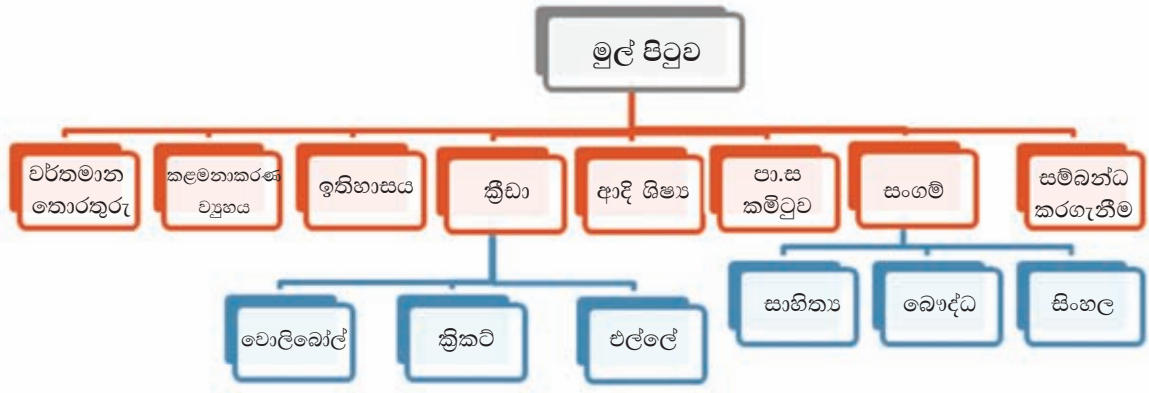 මුල් පිටුව
වර්තමාන
තොරතුරු
කළමනාකරණ
ව්‍යුහය
ඉතිහාසය
ක්‍රීඩා
ආදි ශිෂ්‍ය
පා.ස
කමිටුව
සංගම්
සම්බන්ධ
කරගැනීම
වොලිබෝල්
ක්‍රිකට්
එල්ලේ
සාහිත්‍ය
බෞද්ධ
සිංහල